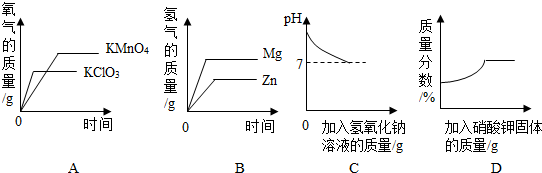 氧气的质量/g
KMnO₄
KClO₃
0
时间
A
氢气的质量/g
Mg
Zn
0
时间
B
pH
7
0
加入氢氧化钠
溶液的质量/g
C
质量分数/%
加入硝酸钾固体
的质量/g
D